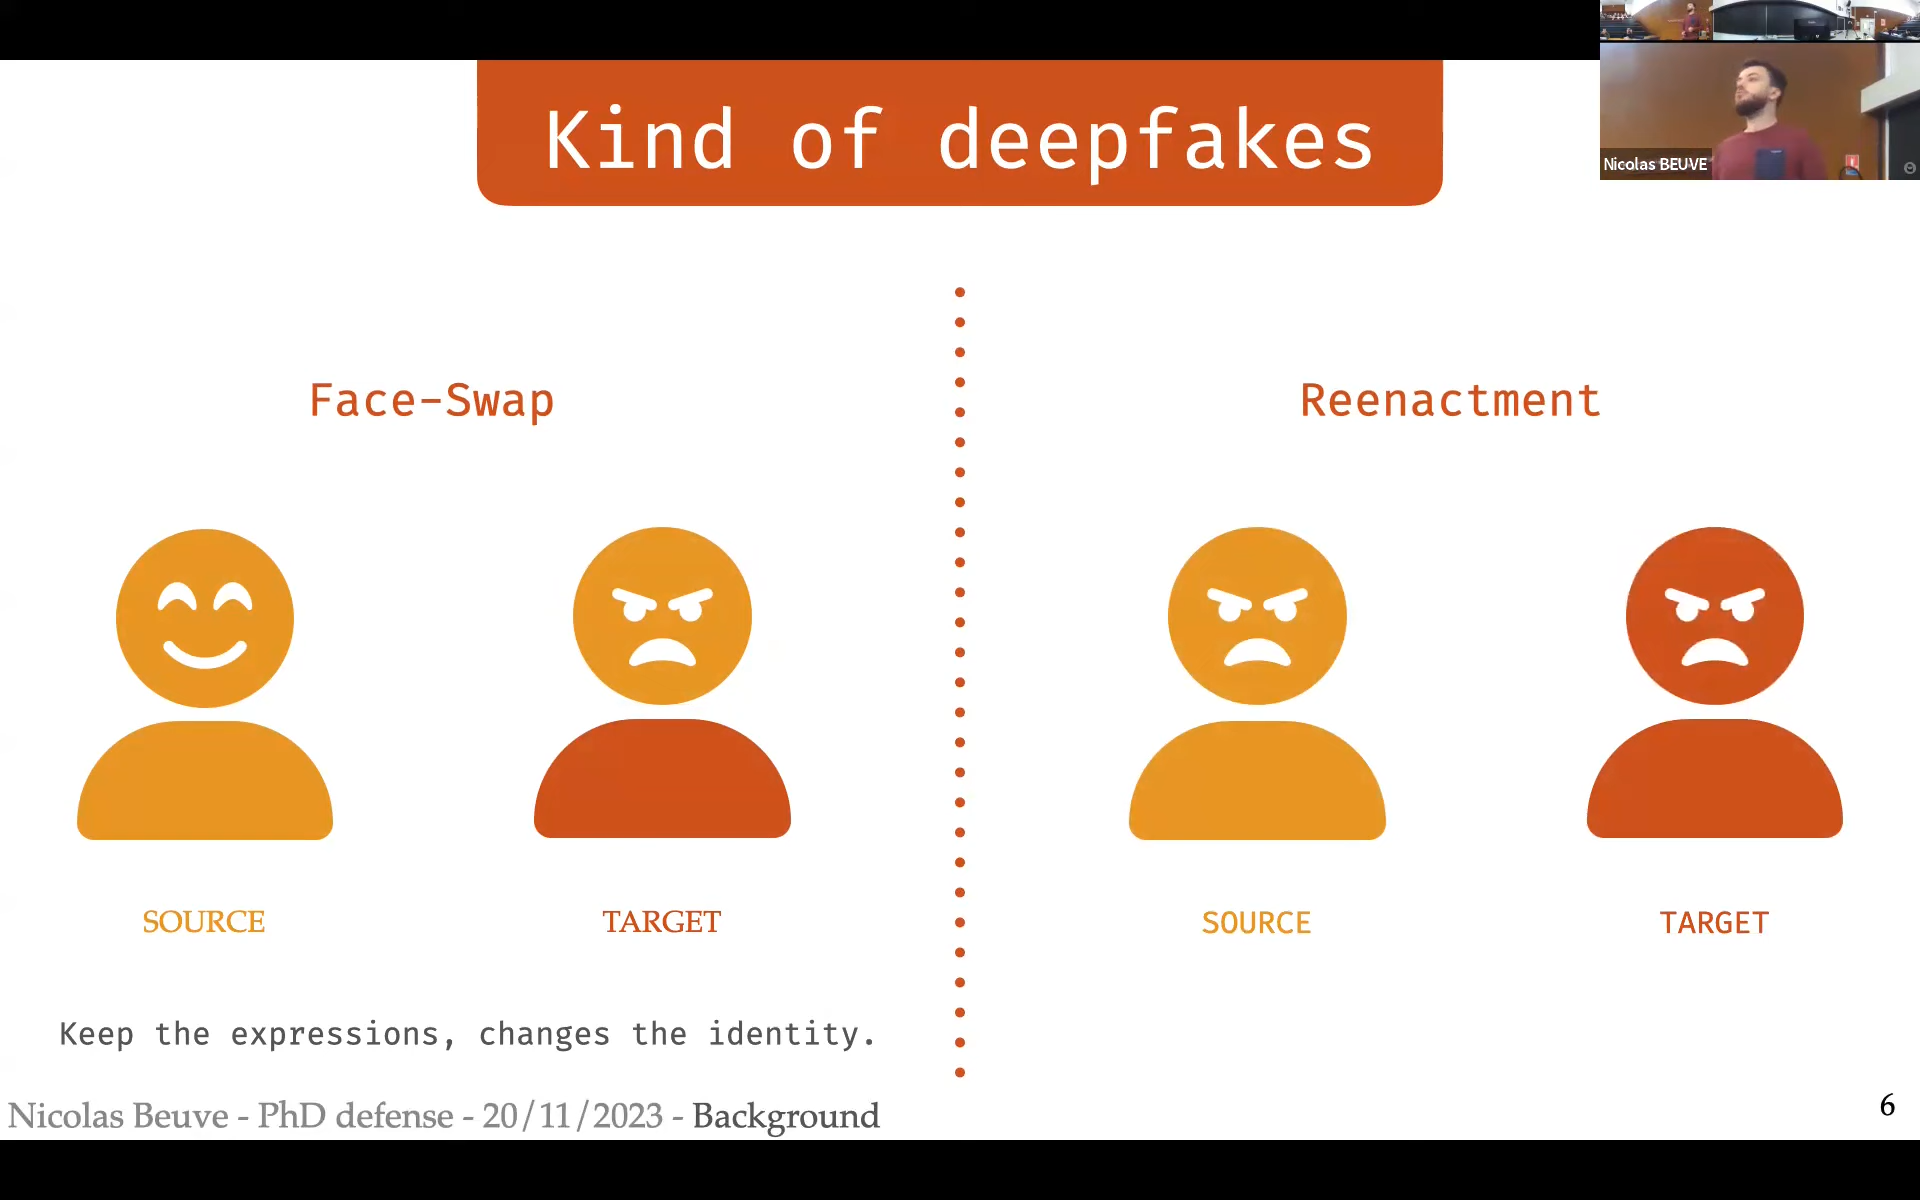 Kind of deepfakes
Nicolas BEUVE
Face-Swap
Reenactment
SOURCE
TARGET
SOURCE
TARGET
Keep the expressions, changes the identity.
Nicolas Beuve - PhD defense - 20/11/2023 - Background
6